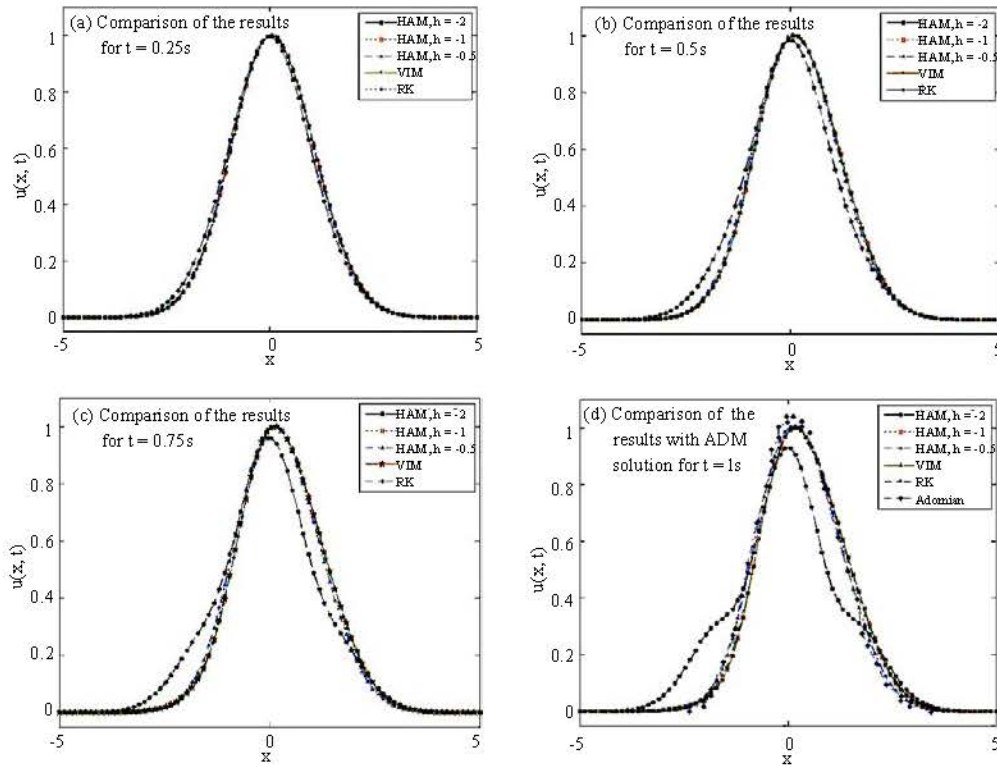 (a) Comparison of the results
for t = 0.25s
HAM, h = -2
HAM, h = -1
HAM, h = -0.5
VIM
RK
1
0.8
0.6
0.4
0.2
0
u(x, t)
-5
0
5
x
(b) Comparison of the results
for t = 0.5s
HAM, h = -2
HAM, h = -1
HAM, h = -0.5
VIM
RK
1
0.8
0.6
0.4
0.2
0
u(x, t)
-5
0
5
x
(c) Comparison of the results
for t = 0.75s
HAM, h = -2
HAM, h = -1
HAM, h = -0.5
VIM
RK
1
0.8
0.6
0.4
0.2
0
u(x, t)
-5
0
5
x
(d) Comparison of the
results with ADM
solution for t = 1s
HAM, h = -2
HAM, h = -1
HAM, h = -0.5
VIM
RK
Adomian
1
0.8
0.6
0.4
0.2
0
u(x, t)
-5
0
5
x